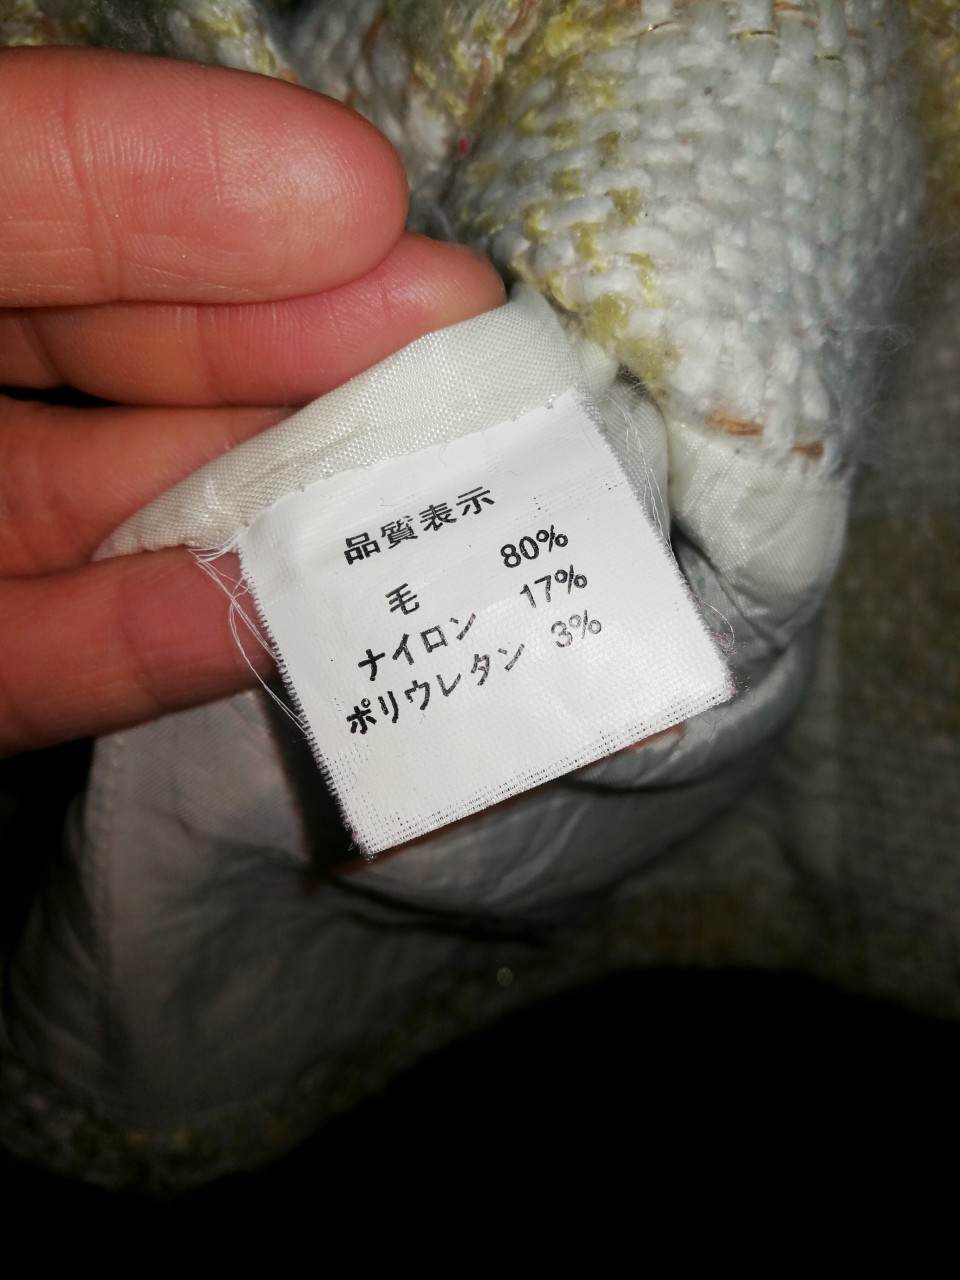 品質表示
毛 80%
ナイロン 17%
ポリウレタン 3%